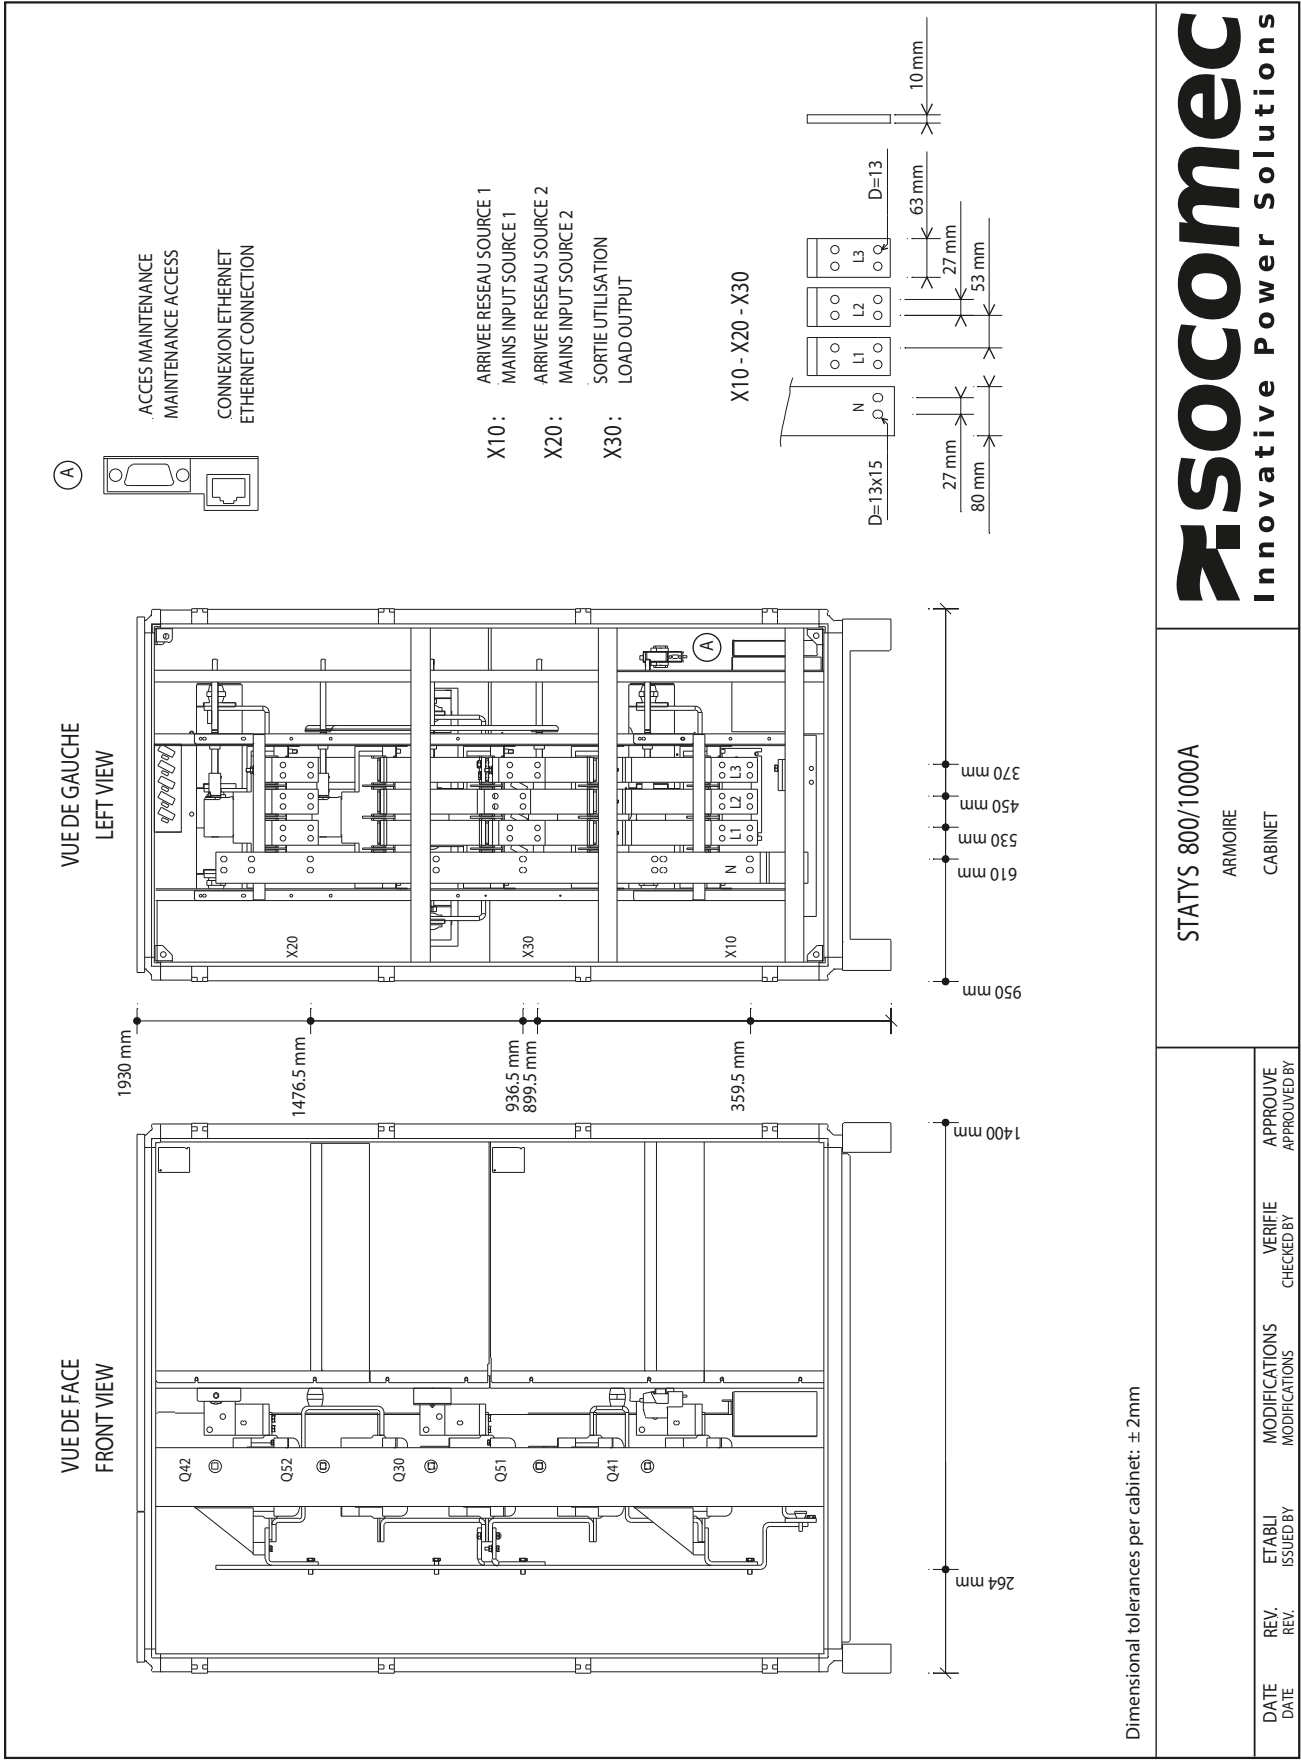 VUE DE FACE
FRONT VIEW
Q42
Q52
Q30
Q51
Q41
264 mm
1400 mm
1930 mm
1476.5 mm
936.5 mm
899.5 mm
359.5 mm
VUE DE GAUCHE
LEFT VIEW
X20
X30
X10
N
L1
L2
L3
A
950 mm
610 mm
530 mm
450 mm
370 mm
A
ACCES MAINTENANCE
MAINTENANCE ACCESS
CONNEXION ETHERNET
ETHERNET CONNECTION
X10 : ARRIVEE RESEAU SOURCE 1
MAINS INPUT SOURCE 1
X20 : ARRIVEE RESEAU SOURCE 2
MAINS INPUT SOURCE 2
X30 : SORTIE UTILISATION
LOAD OUTPUT
X10 - X20 - X30
N
L1
L2
L3
D=13x15
D=13
10 mm
63 mm
27 mm
27 mm
53 mm
80 mm
Dimensional tolerances per cabinet: ± 2mm
DATE REV. ETABLI MODIFICATIONS VERIFIE APPROUVE
DATE REV. ISSUED BY MODIFICATIONS CHECKED BY APPROUVED BY
STATYS 800/1000A
ARMOIRE
CABINET
socomec
Innovative Power Solutions